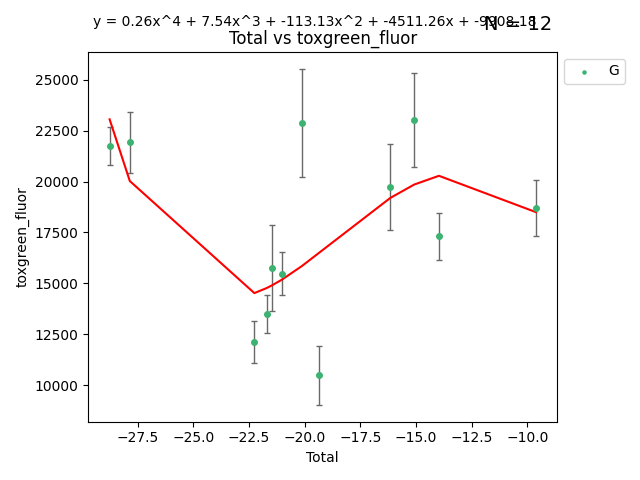 y = 0.26x^4 + 7.54x^3 + -113.13x^2 + -4511.26x +
N = 12
Total vs toxgreen_fluor
G
25000
22500
20000
17500
15000
12500
10000
toxgreen_fluor
−27.5 −25.0 −22.5 −20.0 −17.5 −15.0 −12.5 −10.0
Total